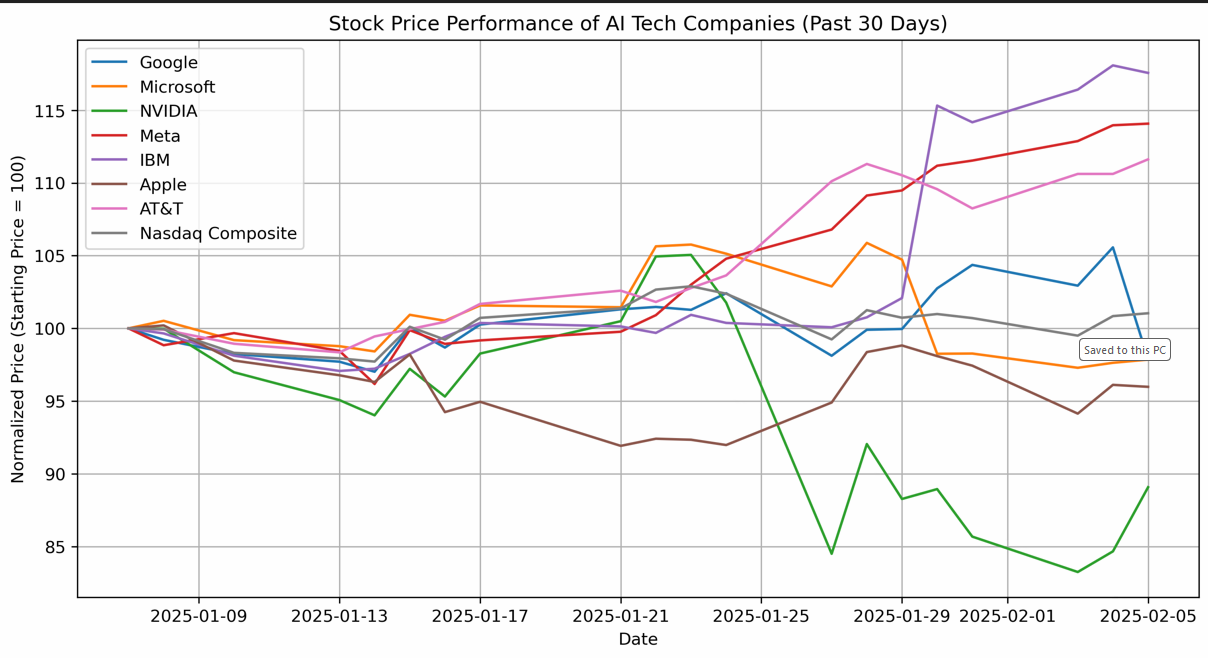 Stock Price Performance of AI Tech Companies (Past 30 Days)
Google
Microsoft
NVIDIA
Meta
IBM
Apple
AT&T
Nasdaq Composite
Normalized Price (Starting Price = 100)
115
110
105
100
95
90
85
Saved to this PC
2025-01-09 2025-01-13 2025-01-17 2025-01-21 2025-01-25 2025-01-29 2025-02-01 2025-02-05
Date